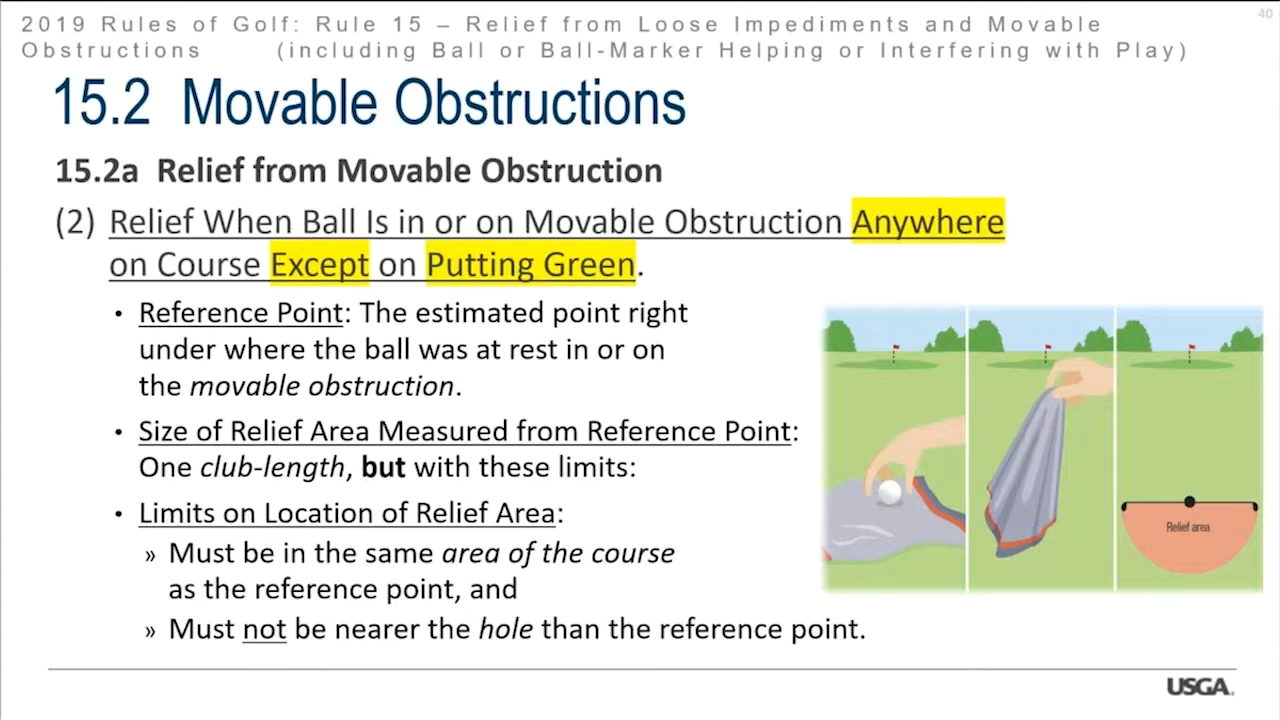 40
2019 Rules of Golf: Rule 15 – Relief from Loose Impediments and Movable
Obstructions (including Ball or Ball-Marker Helping or Interfering with Play)
15.2 Movable Obstructions
15.2a Relief from Movable Obstruction
(2) Relief When Ball Is in or on Movable Obstruction Anywhere
on Course Except on Putting Green.
• Reference Point: The estimated point right
under where the ball was at rest in or on
the movable obstruction.
• Size of Relief Area Measured from Reference Point:
One club-length, but with these limits:
• Limits on Location of Relief Area:
» Must be in the same area of the course
as the reference point, and
» Must not be nearer the hole than the reference point.
Relief area
USGA.